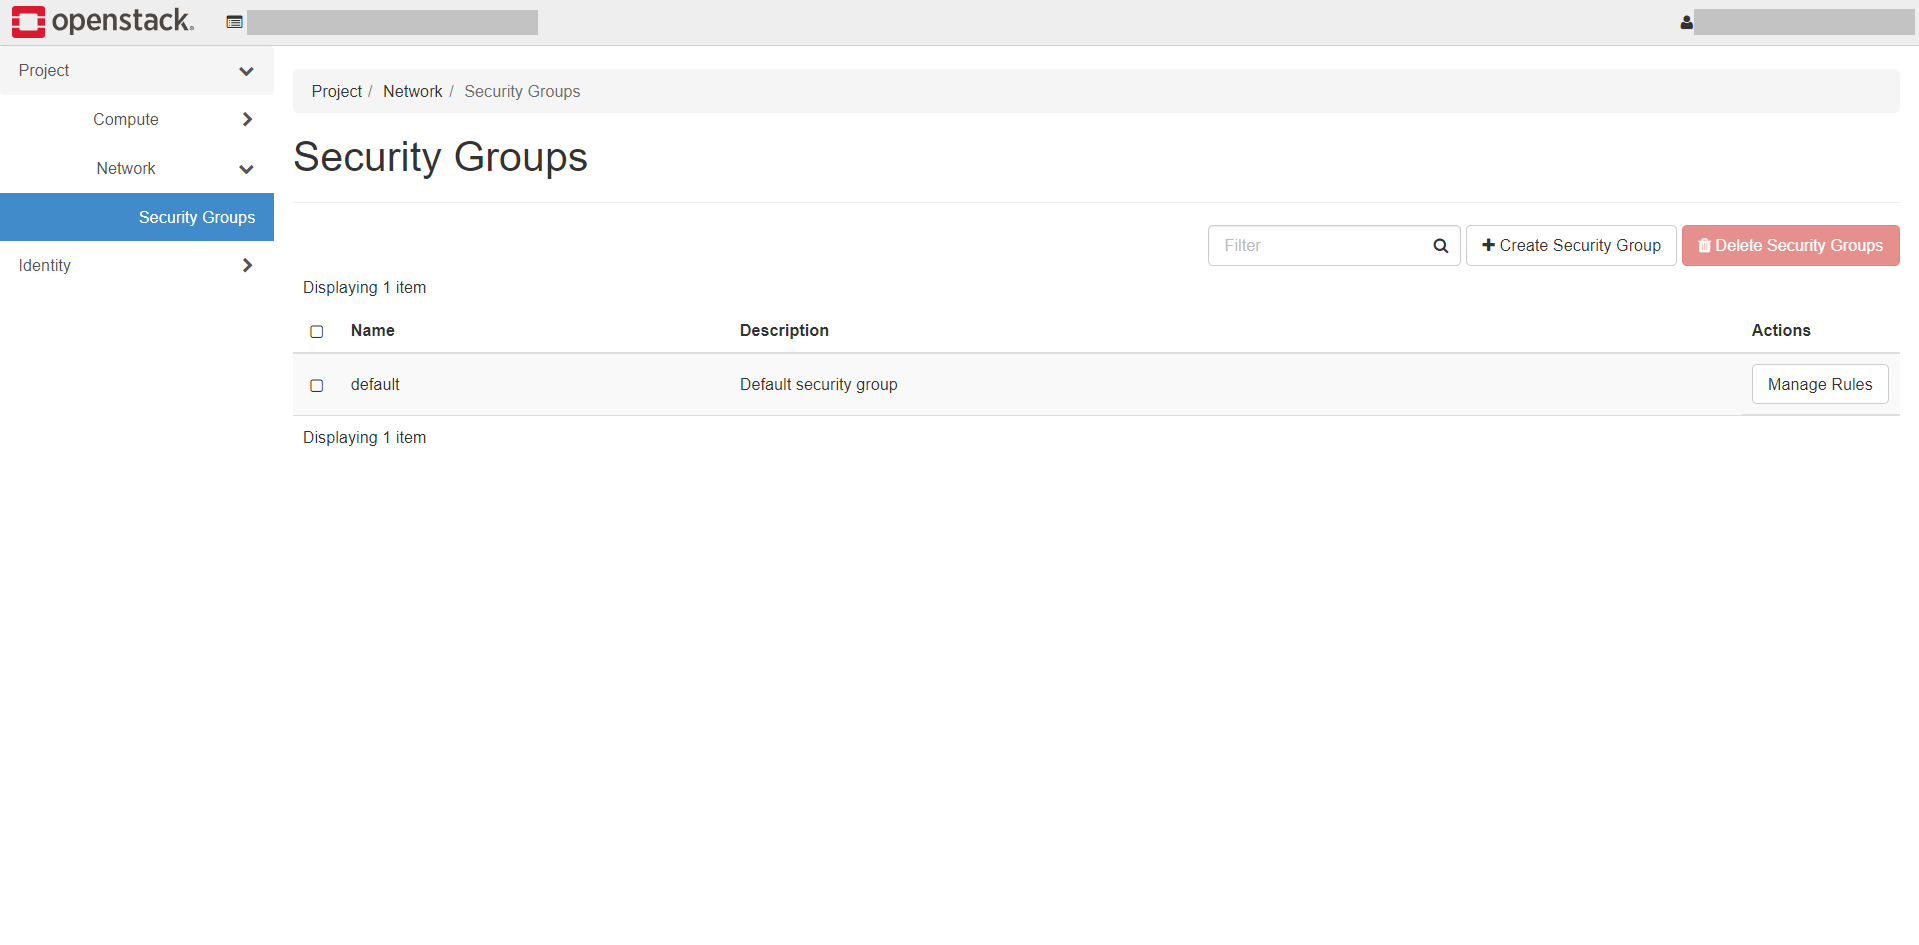 openstack.
Project
Compute
Network
Security Groups
Identity
Project / Network / Security Groups
Security Groups
Filter
Create Security Group
Delete Security Groups
Displaying 1 item
Name Description Actions
default Default security group Manage Rules
Displaying 1 item